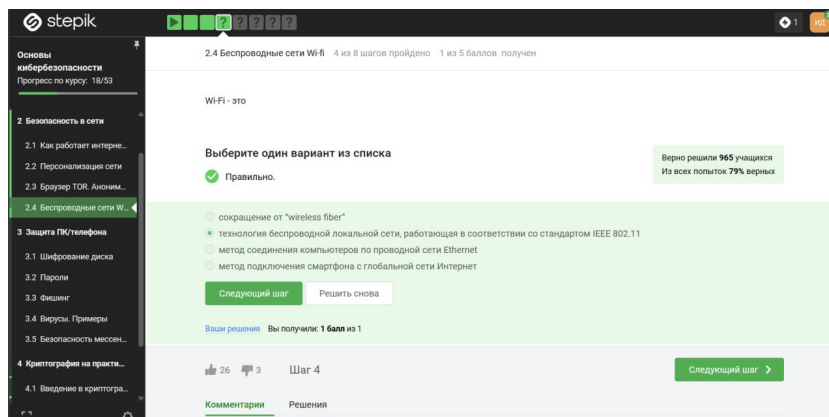 stepik
? ? ? ? ?
1
ИД
Основы
кибербезопасности
Прогресс по курсу: 18/53
2 Безопасность в сети
2.1 Как работает интерне...
2.2 Персонализация сети
2.3 Браузер TOR. Аноним...
2.4 Беспроводные сети W...
3 Защита ПК/телефона
3.1 Шифрование диска
3.2 Пароли
3.3 Фишинг
3.4 Вирусы. Примеры
3.5 Безопасность мессен...
4 Криптография на практи...
4.1 Введение в криптогра...
2.4 Беспроводные сети Wi-fi 4 из 8 шагов пройдено 1 из 5 баллов получен
Wi-Fi - это
Выберите один вариант из списка
Правильно.
Верно решили 965 учащихся
Из всех попыток 79% верных
сокращение от "wireless fiber"
технология беспроводной локальной сети, работающая в соответствии со стандартом IEEE 802.11
метод соединения компьютеров по проводной сети Ethernet
метод подключения смартфона с глобальной сети Интернет
Следующий шаг Решить снова
Ваши решения Вы получили: 1 балл из 1
26 3 Шаг 4 Следующий шаг
Комментарии Решения